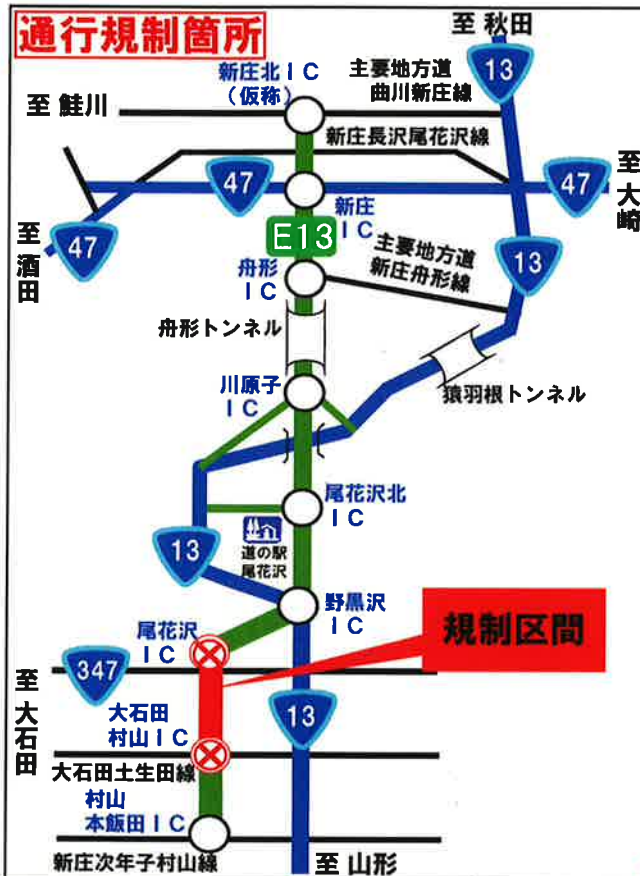 通行規制箇所
至 秋田
13
新庄北IC
(仮称)
主要地方道
曲川新庄線
至 鮭川
新庄長沢尾花沢線
47
47
至 大崎
新庄
IC
E13
至 酒田
47
舟形
IC
主要地方道
新庄舟形線
13
舟形トンネル
川原子
IC
猿羽根トンネル
尾花沢北
IC
道の駅
尾花沢
13
野黒沢
IC
規制区間
尾花沢
IC
347
至 大石田
大石田
村山IC
13
大石田土生田線
村山
本飯田IC
新庄次年子村山線
至 山形